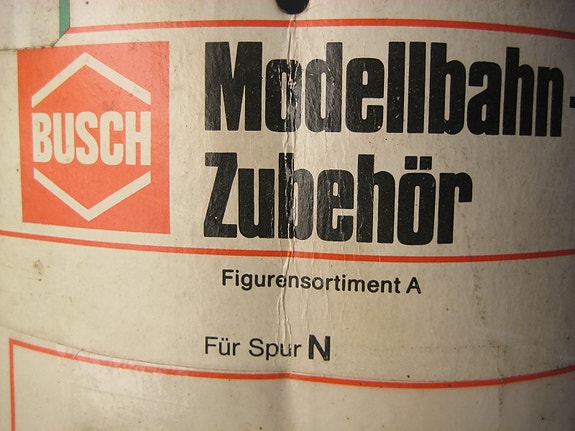 BUSCH
Modellbahn-
Zubehör
Figurensortiment A
Für Spur N